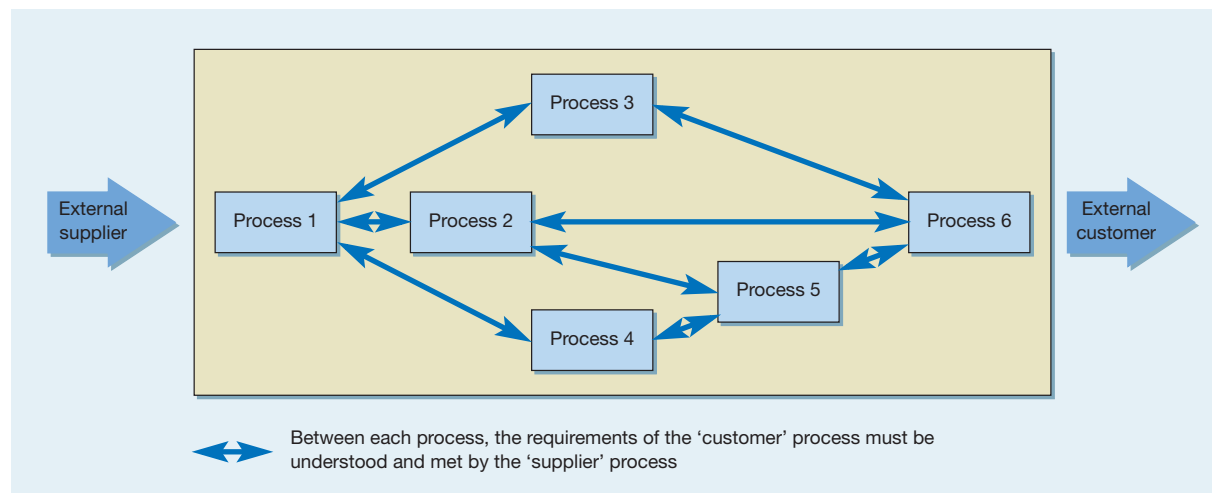 Process 3
External
supplier
Process 1
Process 2
Process 6
External
customer
Process 5
Process 4
Between each process, the requirements of the ‘customer’ process must be
understood and met by the ‘supplier’ process